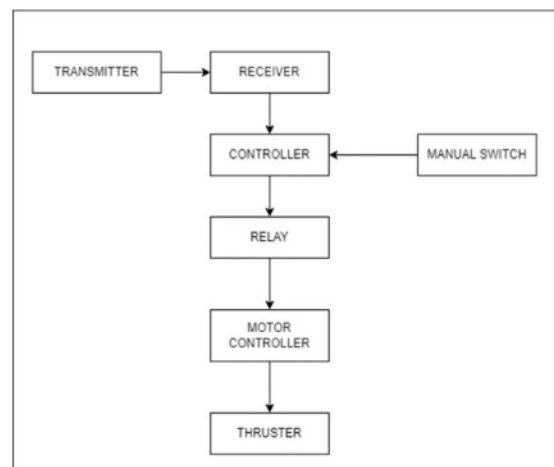 TRANSMITTER
RECEIVER
CONTROLLER
MANUAL SWITCH
RELAY
MOTOR
CONTROLLER
THRUSTER